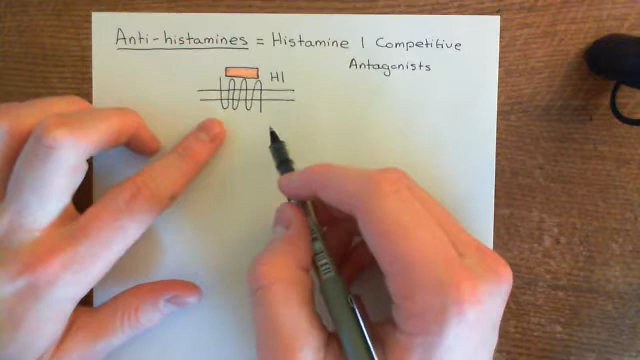 Anti-histamines = Histamine 1 Competitive
Antagonists
H1